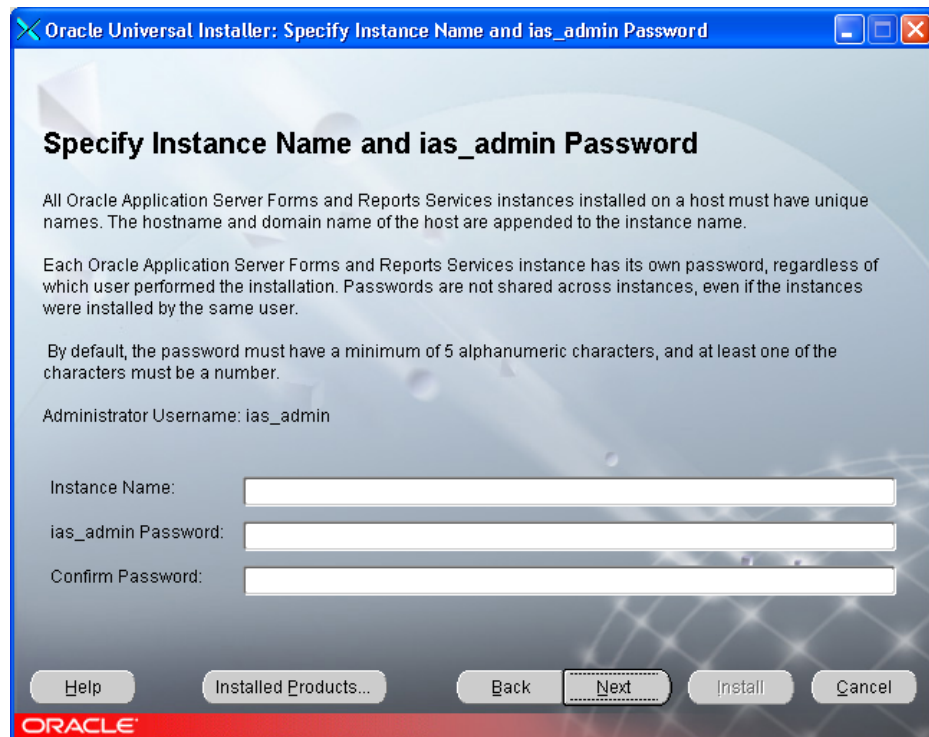 Oracle Universal Installer: Specify Instance Name and ias_admin Password
Specify Instance Name and ias_admin Password
All Oracle Application Server Forms and Reports Services instances installed on a host must have unique
names. The hostname and domain name of the host are appended to the instance name.
Each Oracle Application Server Forms and Reports Services instance has its own password, regardless of
which user performed the installation. Passwords are not shared across instances, even if the instances
were installed by the same user.
By default, the password must have a minimum of 5 alphanumeric characters, and at least one of the
characters must be a number.
Administrator Username: ias_admin
Instance Name:
ias_admin Password:
Confirm Password:
Help Installed Products... Back Next Install Cancel
ORACLE